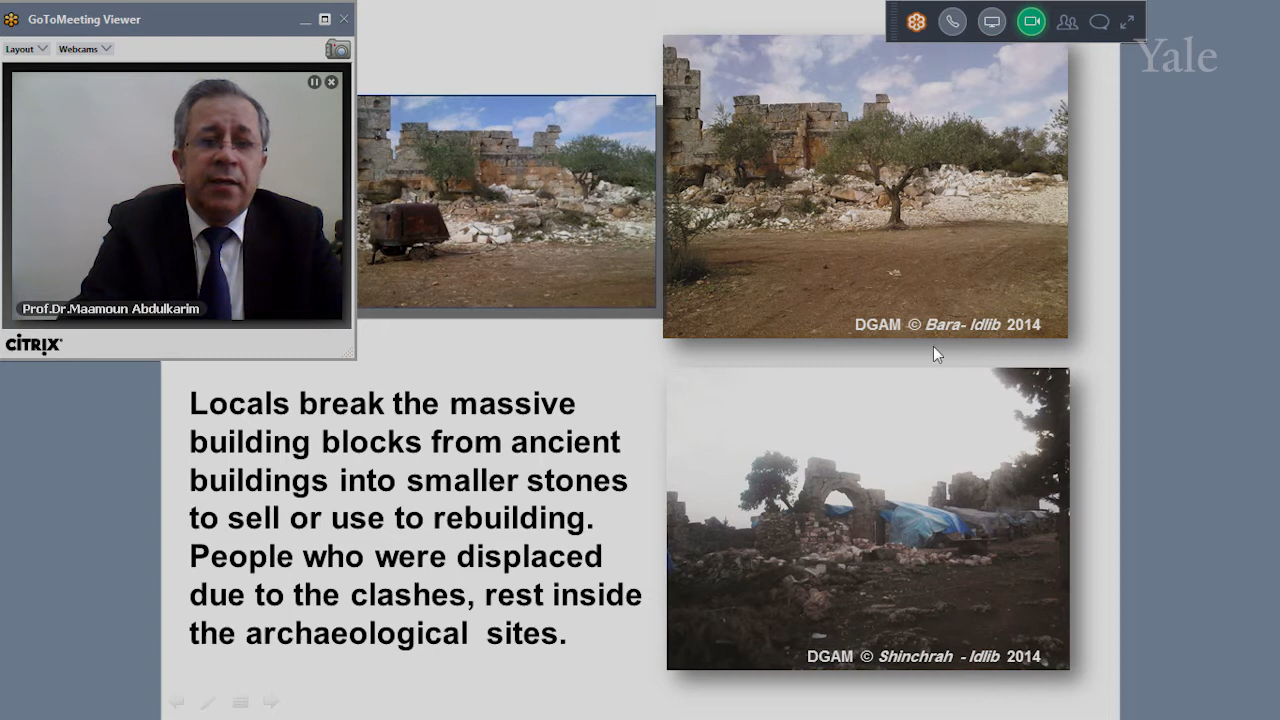 GoToMeeting Viewer
Layout
Webcams
Yale
Prof.Dr.Maamoun Abdulkarim
CİTRIX
DGAM © Bara- Idlib 2014
Locals break the massive
building blocks from ancient
buildings into smaller stones
to sell or use to rebuilding.
People who were displaced
due to the clashes, rest inside
the archaeological sites.
DGAM © Shinchrah - Idlib 2014